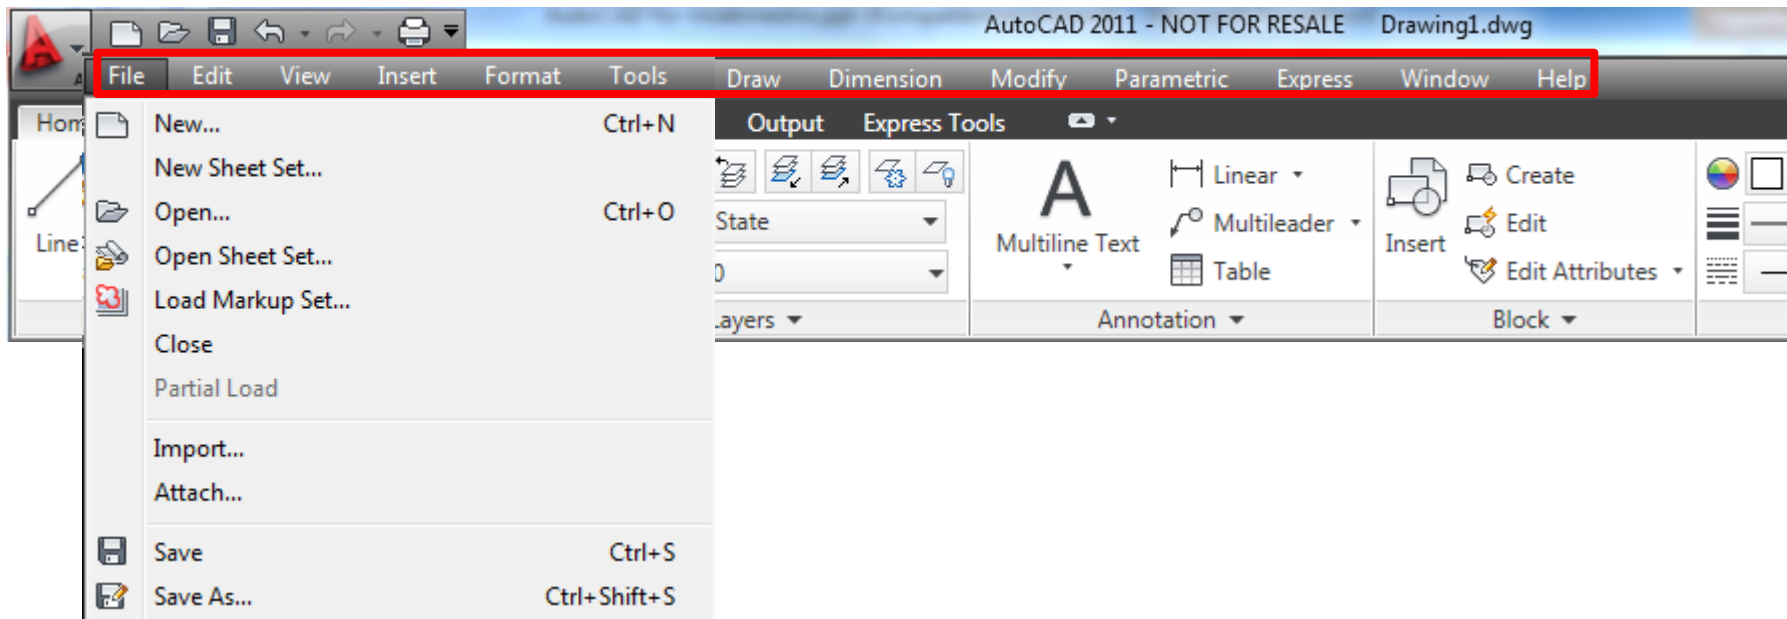 AutoCAD 2011 - NOT FOR RESALE Drawing1.dwg
File Edit View Insert Format Tools Draw Dimension Modify Parametric Express Window Help
Output Express Tools
New... Ctrl+N
New Sheet Set...
Open... Ctrl+O
Open Sheet Set...
Load Markup Set...
Close
Partial Load
Import...
Attach...
Save Ctrl+S
Save As... Ctrl+Shift+S
Line
State
0
Multiline Text
Linear
Multileader
Table
Annotation
Insert
Create
Edit
Edit Attributes
Block